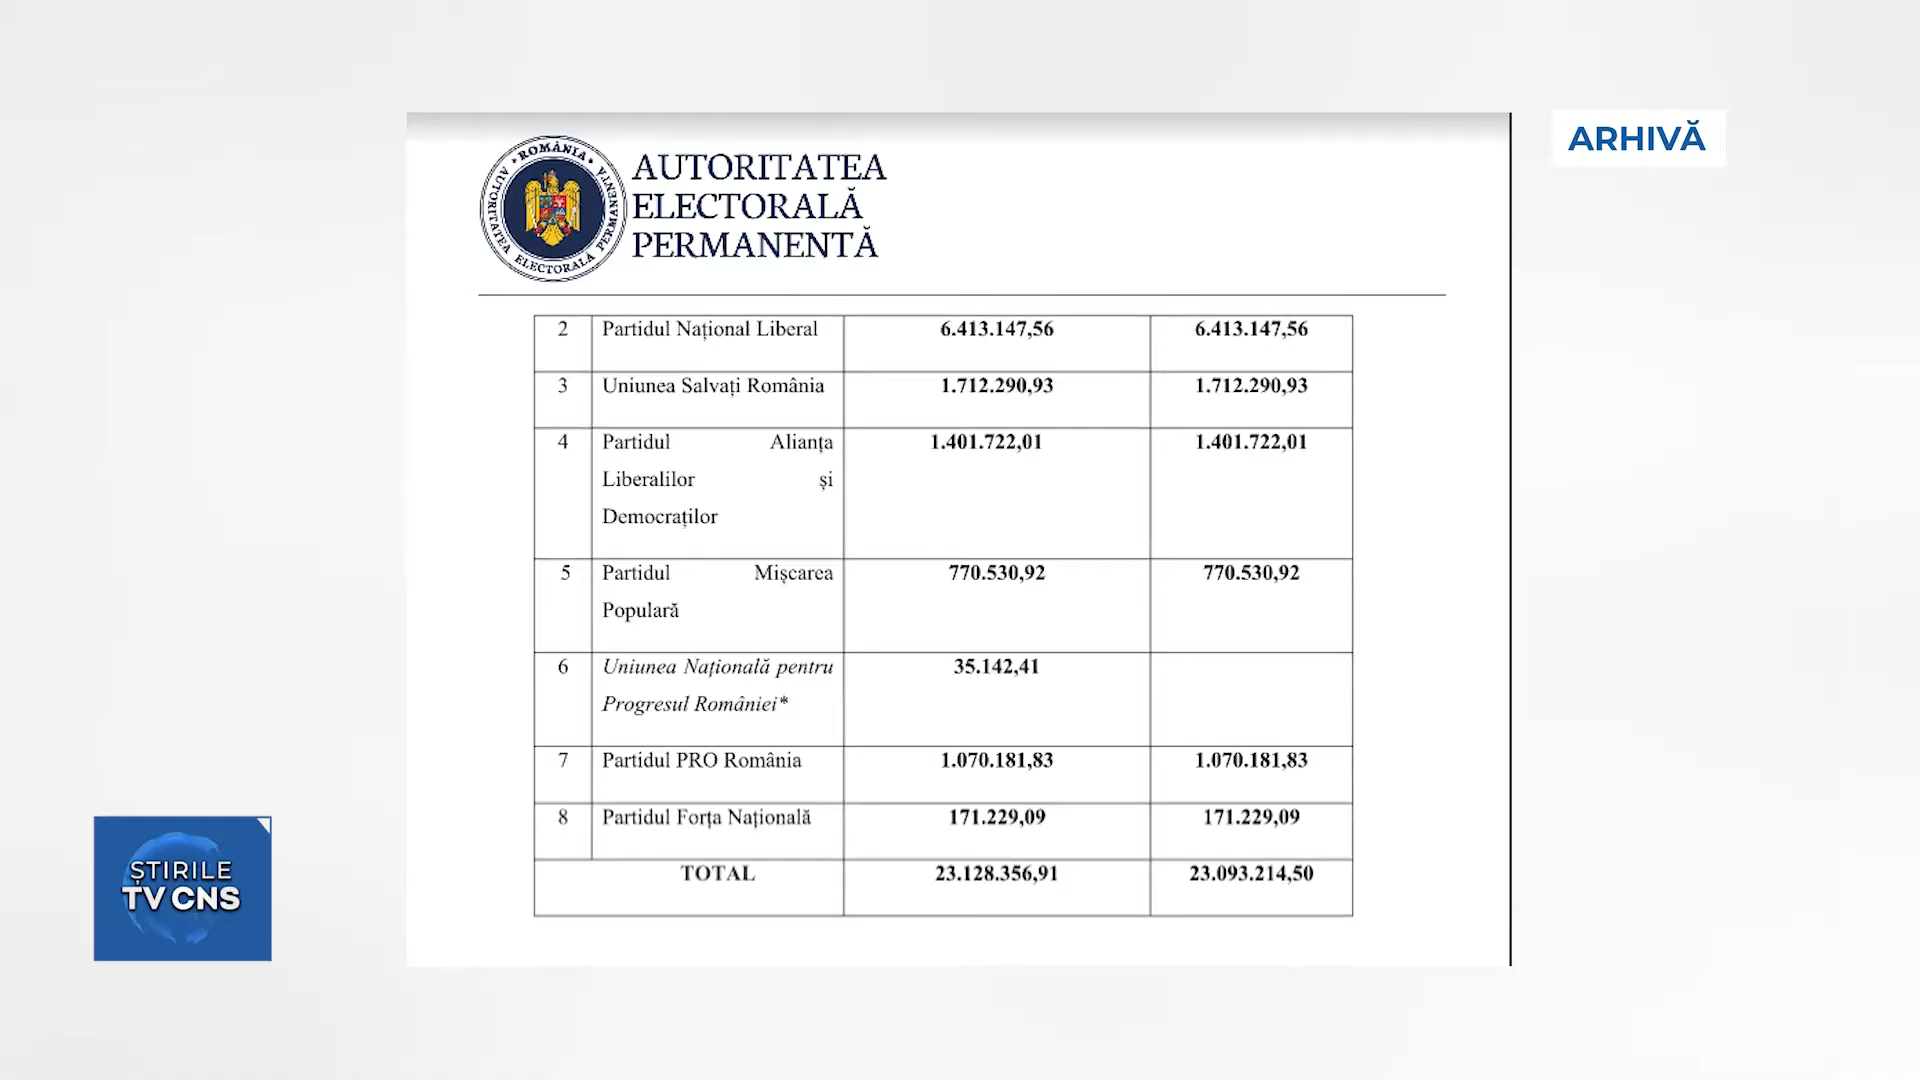 ARHIVĂ
ROMÂNIA
AUTORITATEA ELECTORALĂ PERMANENTĂ
AUTORITATEA
ELECTORALĂ
PERMANENTĂ
2 Partidul Național Liberal 6.413.147,56 6.413.147,56
3 Uniunea Salvați România 1.712.290,93 1.712.290,93
4 Partidul Alianța 1.401.722,01 1.401.722,01
Liberalilor și
Democraților
5 Partidul Mișcarea 770.530,92 770.530,92
Populară
6 Uniunea Națională pentru 35.142,41
Progresul României*
7 Partidul PRO România 1.070.181,83 1.070.181,83
8 Partidul Forța Națională 171.229,09 171.229,09
TOTAL 23.128.356,91 23.093.214,50
ȘTIRILE
TV CNS